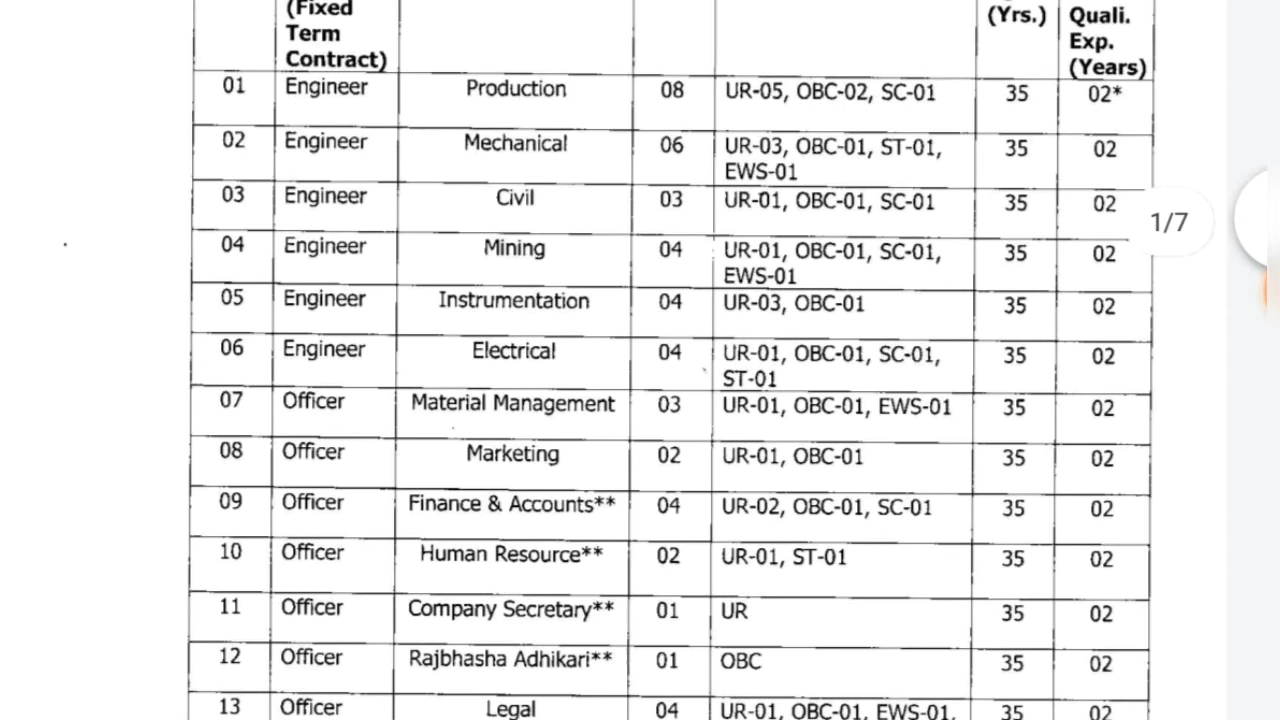 (Fixed
Term
Contract)
(Yrs.)
Quali.
Exp.
(Years)
01 Engineer Production 08 UR-05, OBC-02, SC-01 35 02*
02 Engineer Mechanical 06 UR-03, OBC-01, ST-01, 35 02
EWS-01
03 Engineer Civil 03 UR-01, OBC-01, SC-01 35 02
1/7
04 Engineer Mining 04 UR-01, OBC-01, SC-01, 35 02
EWS-01
05 Engineer Instrumentation 04 UR-03, OBC-01 35 02
06 Engineer Electrical 04 UR-01, OBC-01, SC-01, 35 02
ST-01
07 Officer Material Management 03 UR-01, OBC-01, EWS-01 35 02
08 Officer Marketing 02 UR-01, OBC-01 35 02
09 Officer Finance & Accounts** 04 UR-02, OBC-01, SC-01 35 02
10 Officer Human Resource** 02 UR-01, ST-01 35 02
11 Officer Company Secretary** 01 UR 35 02
12 Officer Rajbhasha Adhikari** 01 OBC 35 02
13 Officer Legal 04 UR-01, OBC-01, EWS-01, 35 02